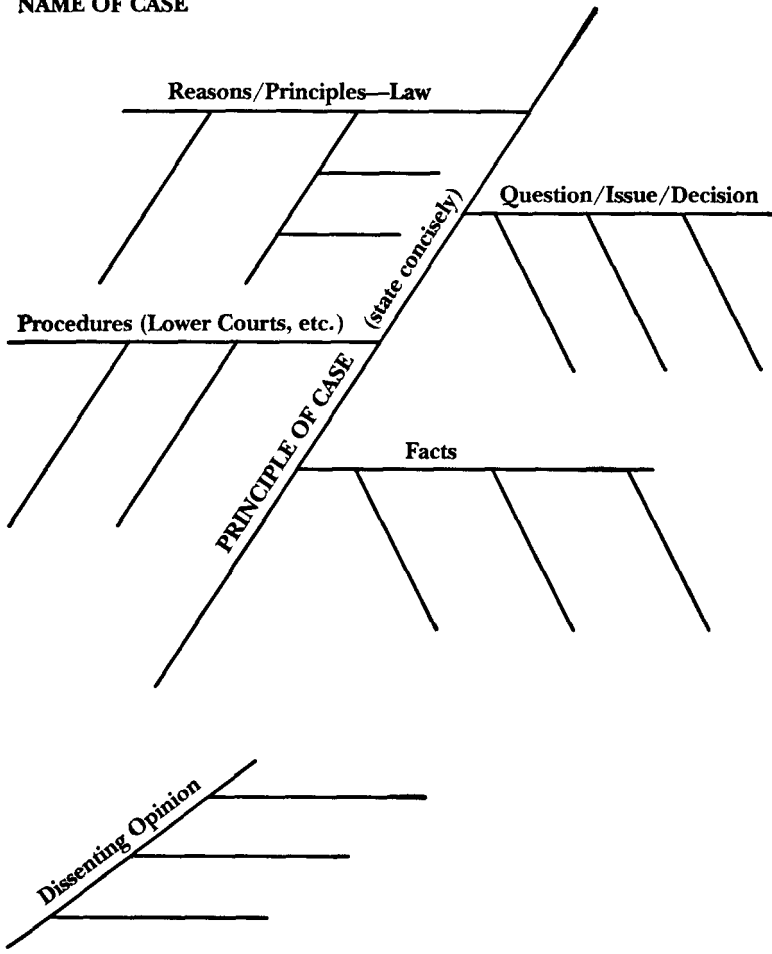 NAME OF CASE
Reasons/Principles—Law
Question/Issue/Decision
(state concisely)
Procedures (Lower Courts, etc.)
PRINCIPLE OF CASE
Facts
Dissenting Opinion